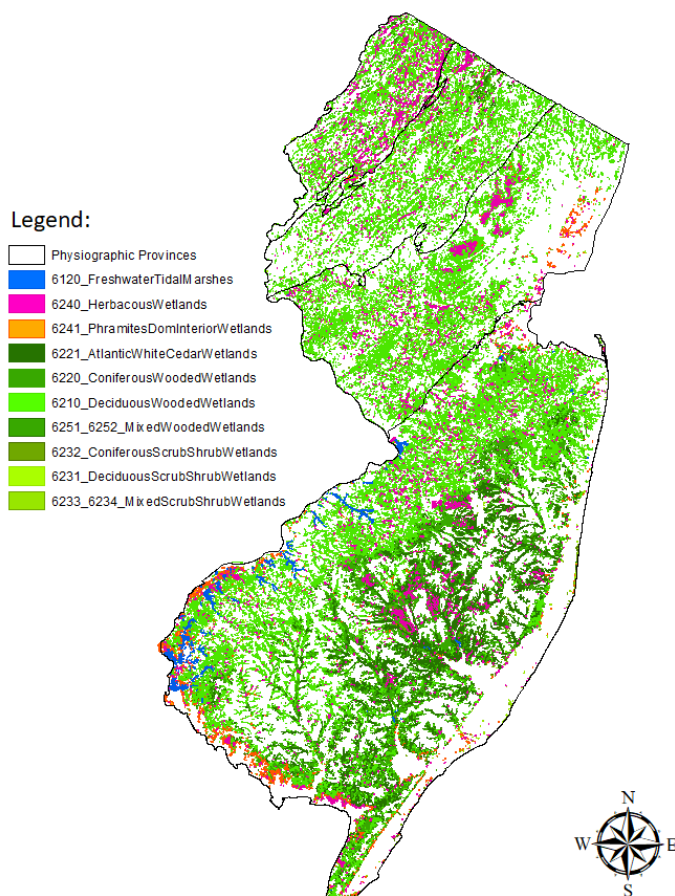 Legend:
Physiographic Provinces
6120_FreshwaterTidalMarshes
6240_HerbacousWetlands
6241_PhramitesDomInteriorWetlands
6221_AtlanticWhiteCedarWetlands
6220_ConiferousWoodedWetlands
6210_DeciduousWoodedWetlands
6251_6252_MixedWoodedWetlands
6232_ConiferousScrubShrubWetlands
6231_DeciduousScrubShrubWetlands
6233_6234_MixedScrubShrubWetlands
N
W E
S